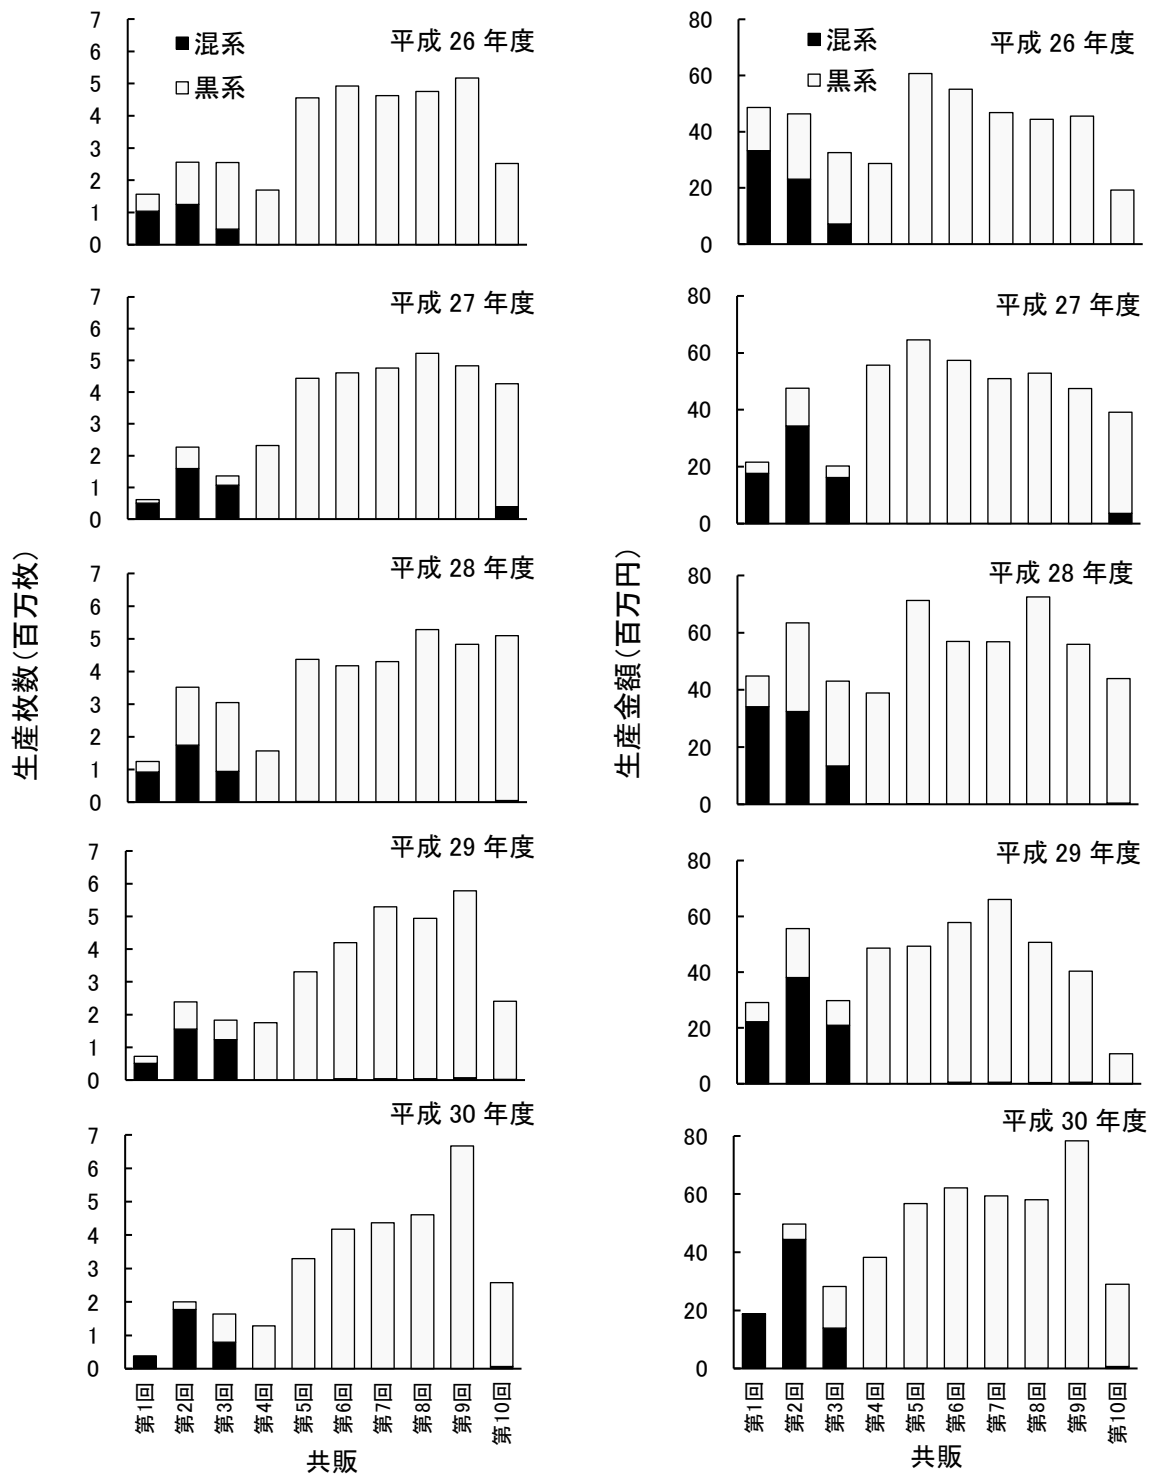 7
6
5
4
3
2
1
0
■混系
□黒系
平成 26 年度
80
60
40
20
0
■混系
□黒系
平成 26 年度
7
6
5
4
3
2
1
0
平成 27 年度
80
60
40
20
0
平成 27 年度
生産枚数(百万枚)
7
6
5
4
3
2
1
0
平成 28 年度
生産金額(百万円)
80
60
40
20
0
平成 28 年度
7
6
5
4
3
2
1
0
平成 29 年度
80
60
40
20
0
平成 29 年度
7
6
5
4
3
2
1
0
平成 30 年度
第1回
第2回
第3回
第4回
第5回
第6回
第7回
第8回
第9回
第10回
共販
80
60
40
20
0
平成 30 年度
第1回
第2回
第3回
第4回
第5回
第6回
第7回
第8回
第9回
第10回
共販